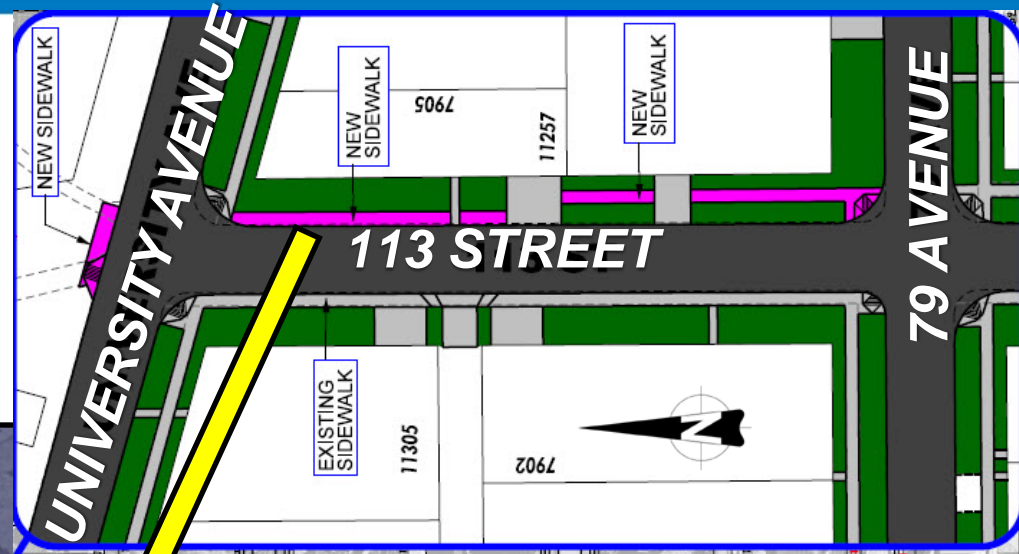 NEW SIDEWALK
UNIVERSITY AVENUE
NEW
SIDEWALK
7905
11257
NEW
SIDEWALK
79 AVENUE
113 STREET
EXISTING
SIDEWALK
11305
7902
N